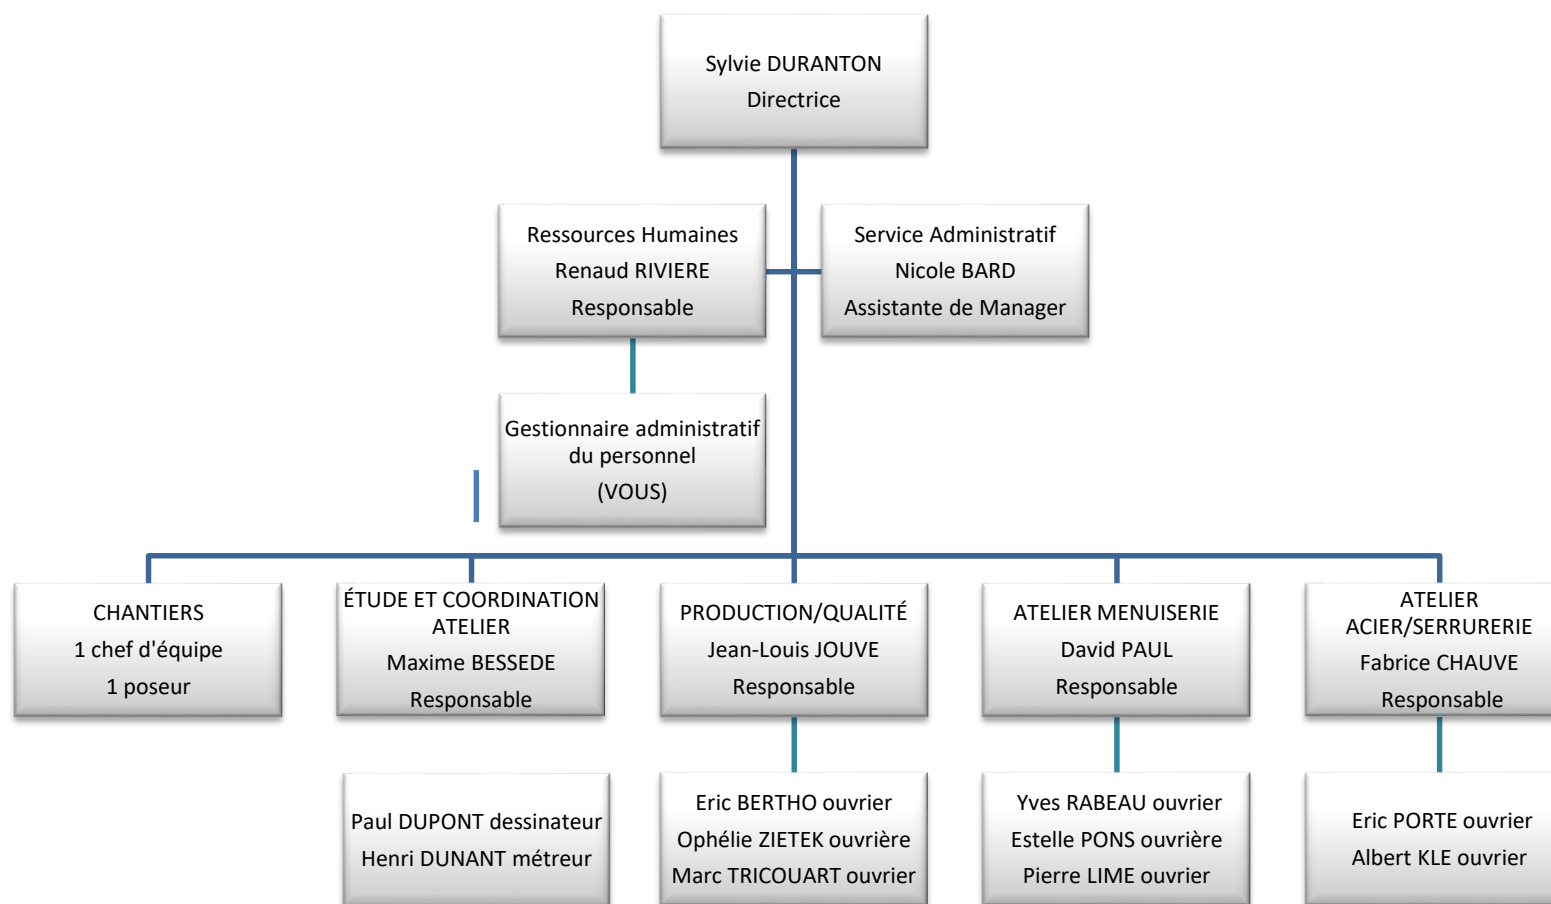 Sylvie DURANTON
Directrice
Ressources Humaines
Renaud RIVIERE
Responsable
Service Administratif
Nicole BARD
Assistante de Manager
Gestionnaire administratif
du personnel
(VOUS)
CHANTIERS
1 chef d'équipe
1 poseur
ÉTUDE ET COORDINATION
ATELIER
Maxime BESSEDE
Responsable
PRODUCTION/QUALITÉ
Jean-Louis JOUVE
Responsable
ATELIER MENUISERIE
David PAUL
Responsable
ATELIER
ACIER/SERRURERIE
Fabrice CHAUVE
Responsable
Paul DUPONT dessinateur
Henri DUNANT métreur
Eric BERTHO ouvrier
Ophélie ZIETEK ouvrière
Marc TRICOUART ouvrier
Yves RABEAU ouvrier
Estelle PONS ouvrière
Pierre LIME ouvrier
Eric PORTE ouvrier
Albert KLE ouvrier